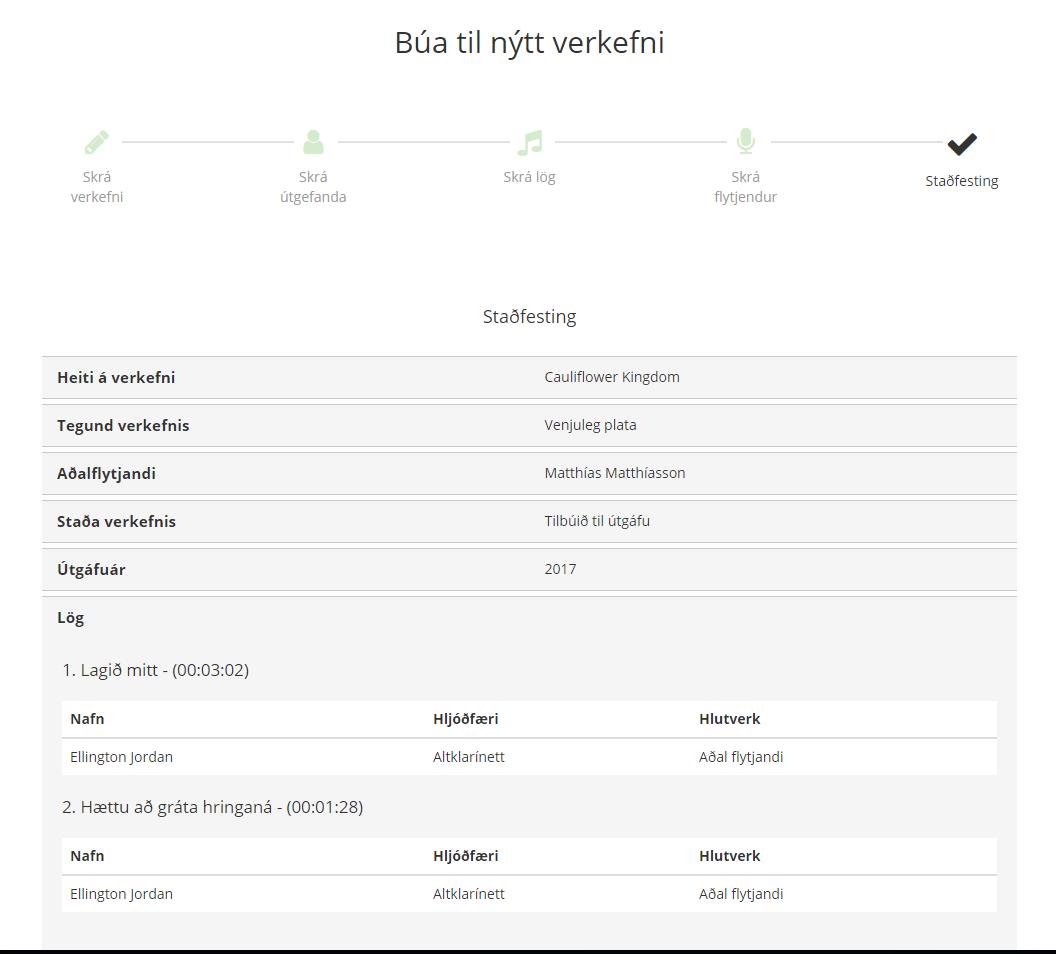 Búa til nýtt verkefni
Skrá
verkefni
Skrá
útgefanda
Skrá lög
Skrá
flytjendur
Staðfesting
Staðfesting
Heiti á verkefni Cauliflower Kingdom
Tegund verkefnis Venjuleg plata
Aðalflytjandi Matthías Matthíasson
Staða verkefnis Tilbúið til útgáfu
Útgáfuár 2017
Lög
1. Lagið mitt - (00:03:02)
Nafn Hljóðfæri Hlutverk
Ellington Jordan Altklarínett Aðal flytjandi
2. Hættu að gráta hringaná - (00:01:28)
Nafn Hljóðfæri Hlutverk
Ellington Jordan Altklarínett Aðal flytjandi